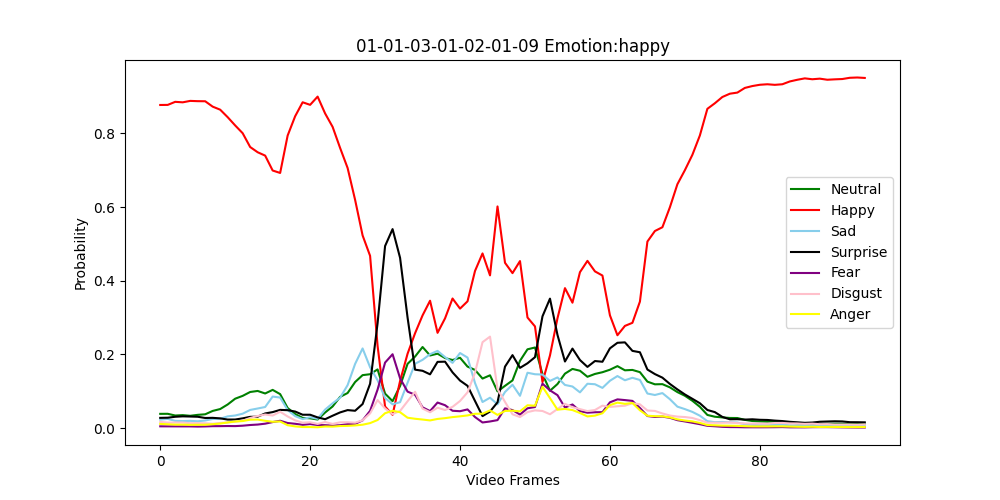 01-01-03-01-02-01-09 Emotion:happy
Probability
0.8
0.6
0.4
0.2
0.0
0 20 40 60 80
Video Frames
Neutral
Happy
Sad
Surprise
Fear
Disgust
Anger